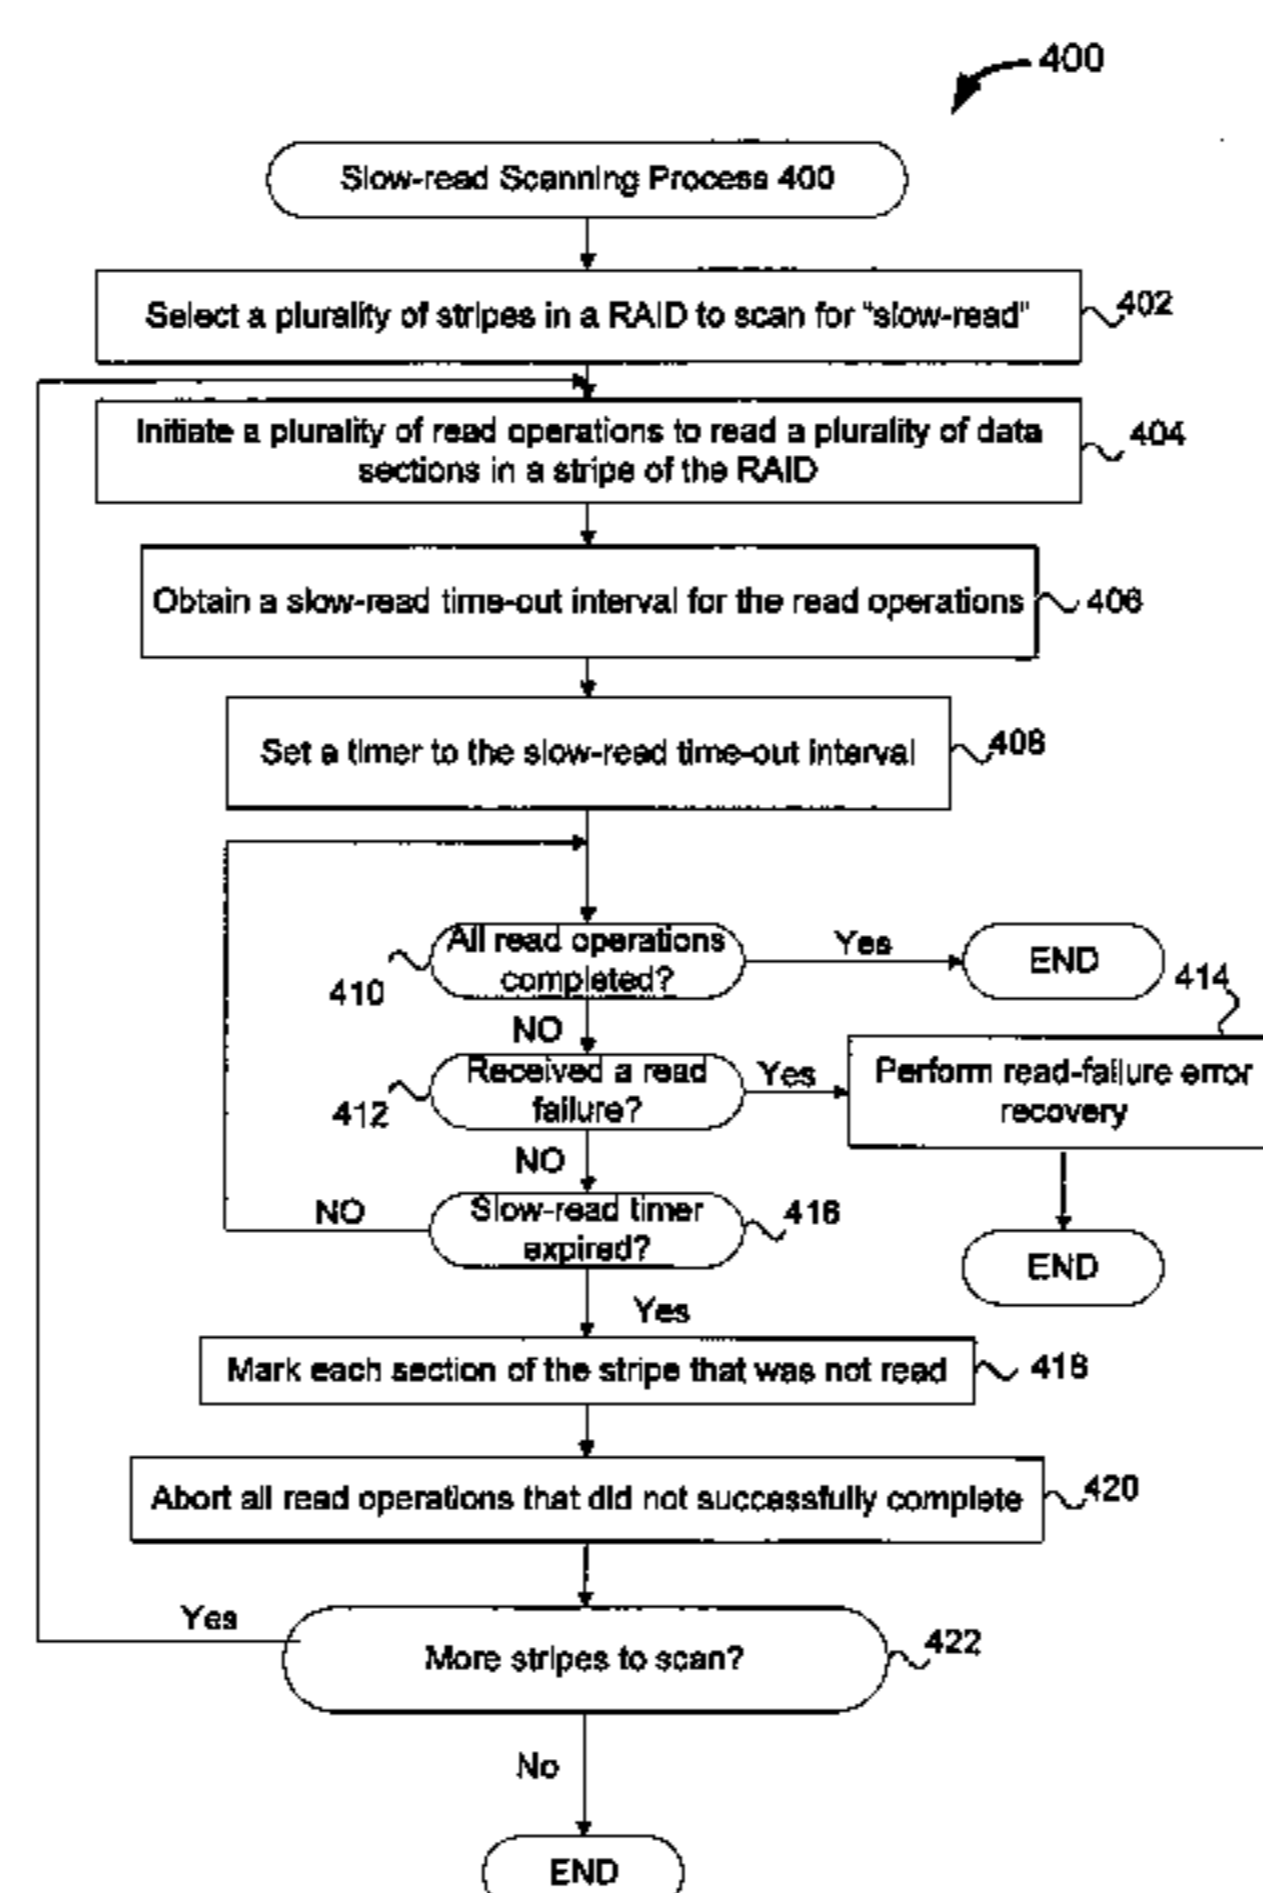 400
Slow-read Scanning Process 400
Select a plurality of stripes in a RAID to scan for "slow-read"
402
Initiate a plurality of read operations to read a plurality of data
sections in a stripe of the RAID
404
Obtain a slow-read time-out interval for the read operations
406
Set a timer to the slow-read time-out interval
408
All read operations
completed?
410
Yes
END
414
NO
Received a read
failure?
412
Yes
Perform read-failure error
recovery
NO
Slow-read timer
expired?
416
NO
END
Yes
Mark each section of the stripe that was not read
418
Abort all read operations that did not successfully complete
420
Yes
More stripes to scan?
422
No
END